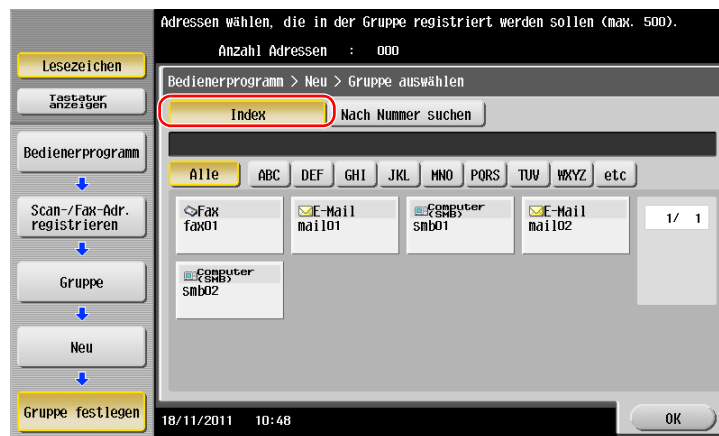 Adressen wählen, die in der Gruppe registriert werden sollen (max. 500).
Anzahl Adressen : 000
Lesezeichen
Tastatur
anzeigen
Bedienerprogramm
Scan-/Fax-Adr.
registrieren
Gruppe
Neu
Gruppe festlegen
Bedienerprogramm > Neu > Gruppe auswählen
Index Nach Nummer suchen
Alle ABC DEF GHI JKL MNO PQRS TUV WXYZ etc
Fax
fax01
E-Mail
mail01
Computer
(SMB)
smb01
E-Mail
mail02
1/ 1
Computer
(SMB)
smb02
18/11/2011 10:48
OK